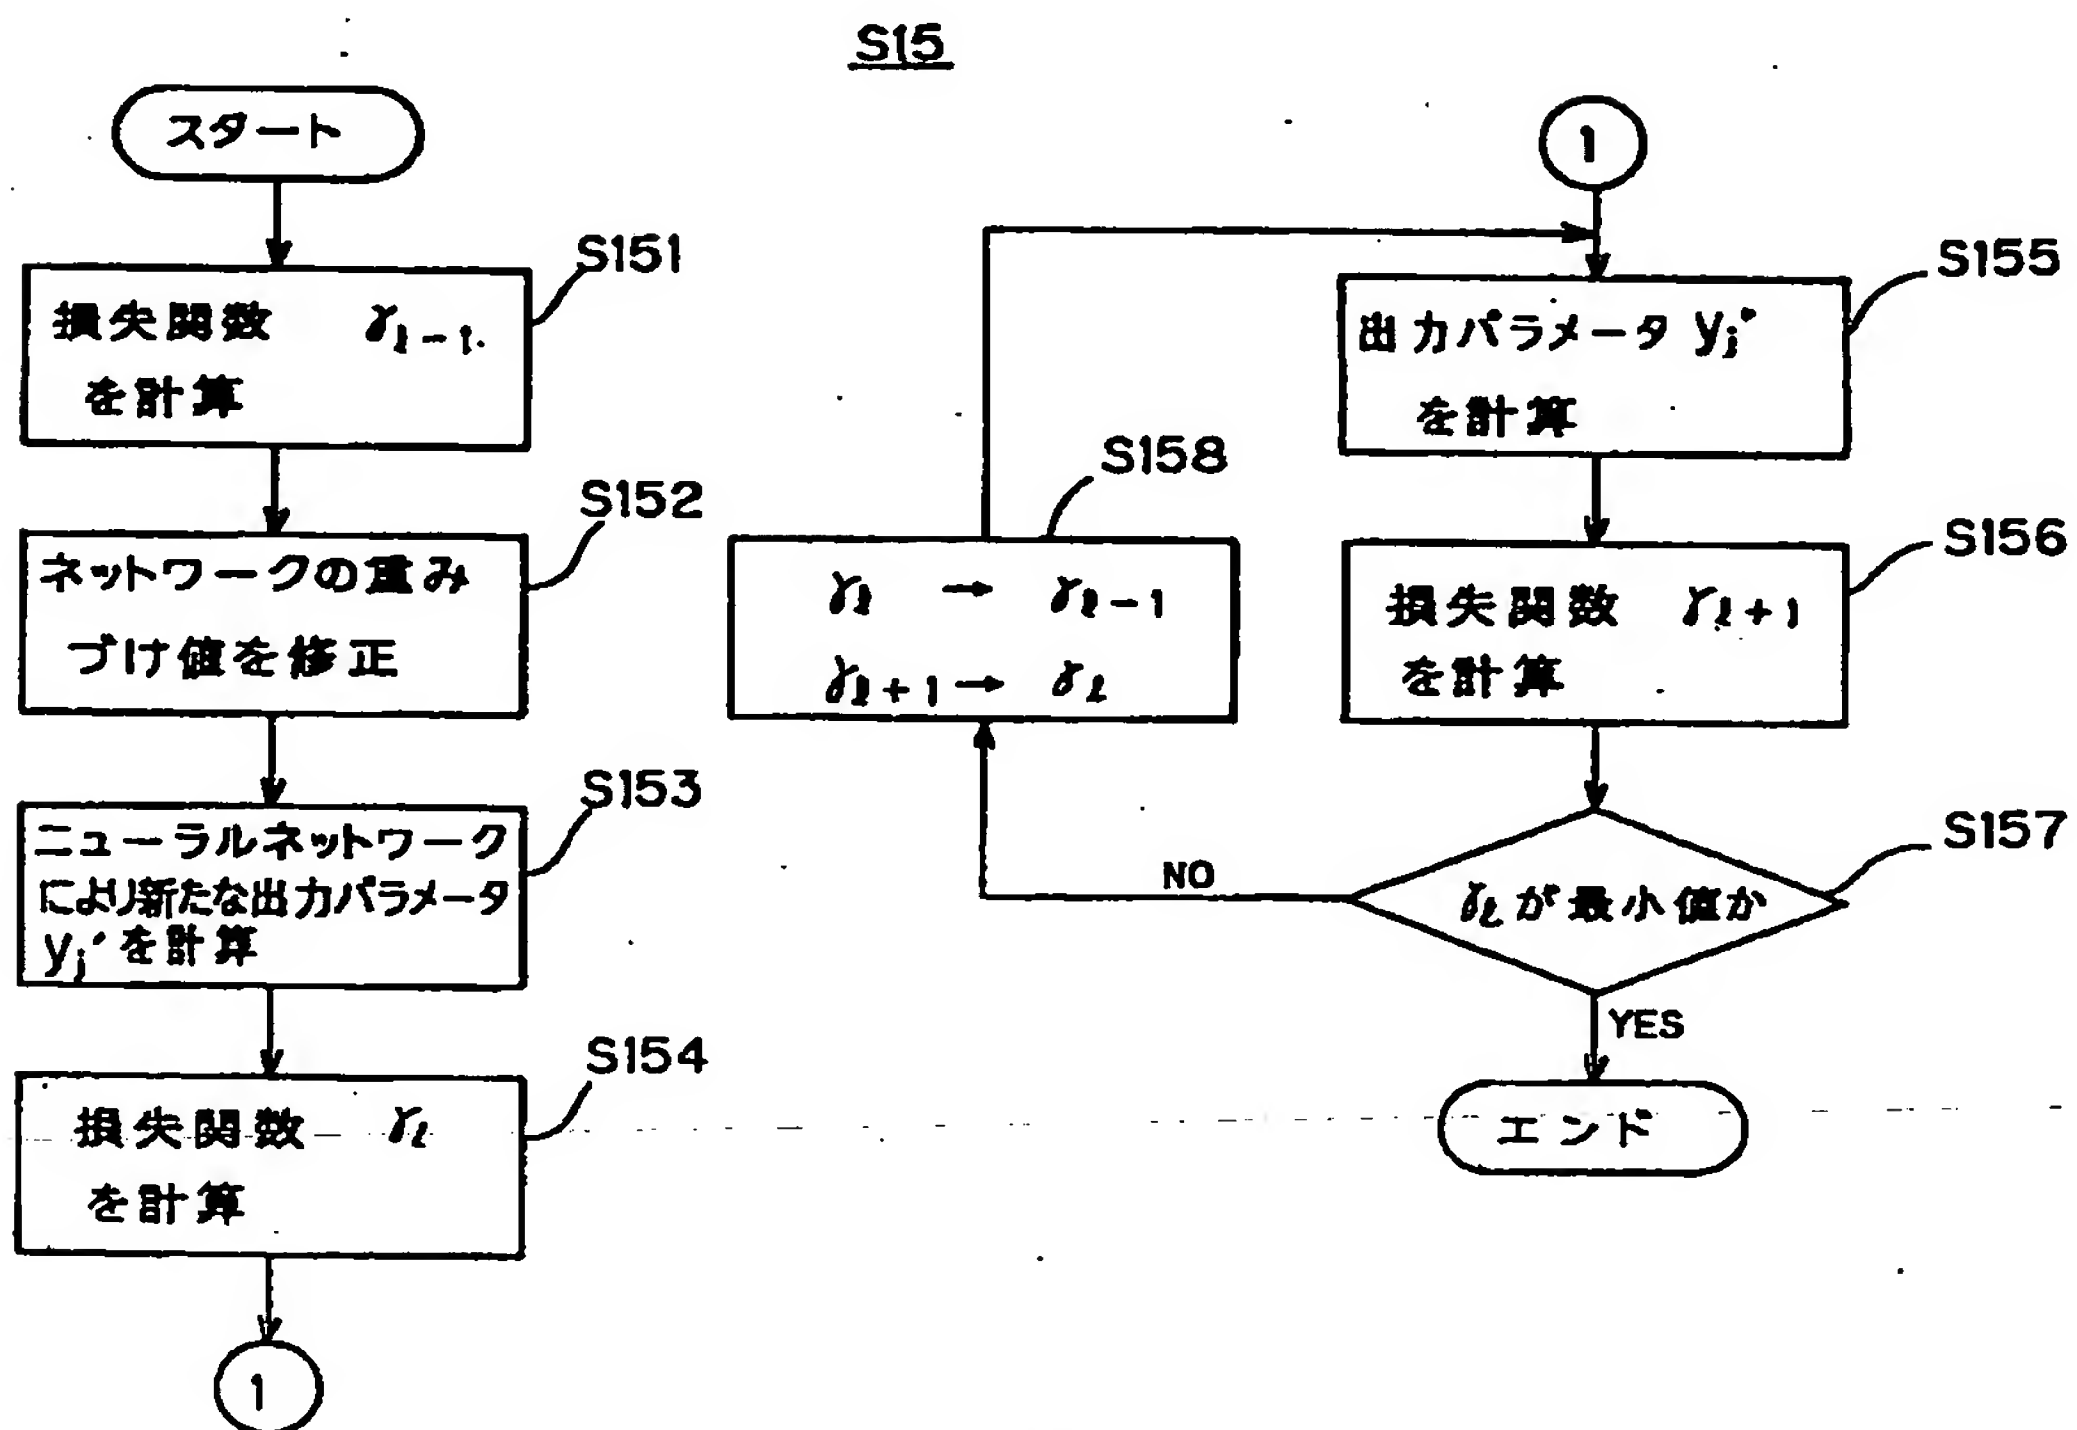 S15
スタート
S151
損失関数 γℓ-1
を計算
S152
ネットワークの重み
づけ値を修正
S153
ニューラルネットワーク
により新たな出力パラメータ
yj' を計算
S154
損失関数 γℓ
を計算
1
1
S155
出力パラメータ yj'
を計算
S156
損失関数 γℓ+1
を計算
S157
γℓが最小値か
NO
YES
S158
γℓ → γℓ-1
γℓ+1 → γℓ
エンド